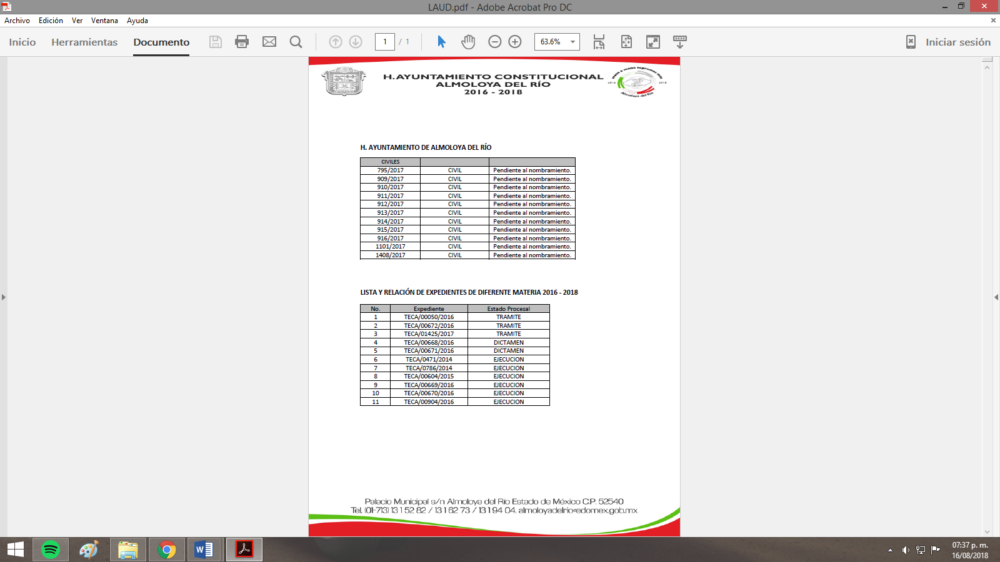 LAUD.pdf - Adobe Acrobat Pro DC
Archivo Edición Ver Ventana Ayuda
Inicio Herramientas Documento 1 / 1 63.6% Iniciar sesión
H.AYUNTAMIENTO CONSTITUCIONAL
ALMOLOYA DEL RÍO
2016 - 2018
2016 2018
Almoloya del Río
H. AYUNTAMIENTO DE ALMOLOYA DEL RÍO
CIVILES
795/2017 CIVIL Pendiente al nombramiento.
909/2017 CIVIL Pendiente al nombramiento.
910/2017 CIVIL Pendiente al nombramiento.
911/2017 CIVIL Pendiente al nombramiento.
912/2017 CIVIL Pendiente al nombramiento.
913/2017 CIVIL Pendiente al nombramiento.
914/2017 CIVIL Pendiente al nombramiento.
915/2017 CIVIL Pendiente al nombramiento.
916/2017 CIVIL Pendiente al nombramiento.
1101/2017 CIVIL Pendiente al nombramiento.
1408/2017 CIVIL Pendiente al nombramiento.
LISTA Y RELACIÓN DE EXPEDIENTES DE DIFERENTE MATERIA 2016 - 2018
No. Expediente Estado Procesal
1 TECA/00050/2016 TRAMITE
2 TECA/00672/2016 TRAMITE
3 TECA/01425/2017 TRAMITE
4 TECA/00668/2016 DICTAMEN
5 TECA/00671/2016 DICTAMEN
6 TECA/0471/2014 EJECUCION
7 TECA/0786/2014 EJECUCION
8 TECA/00604/2015 EJECUCION
9 TECA/00669/2016 EJECUCION
10 TECA/00670/2016 EJECUCION
11 TECA/00904/2016 EJECUCION
Palacio Municipal s/n Almoloya del Río Estado de México C.P. 52540
Tel. (01-713) 13 1 52 82 / 13 1 62 73 / 13 1 94 04, almoloyadelrio@edomex.gob.mx
07:37 p. m.
16/08/2018